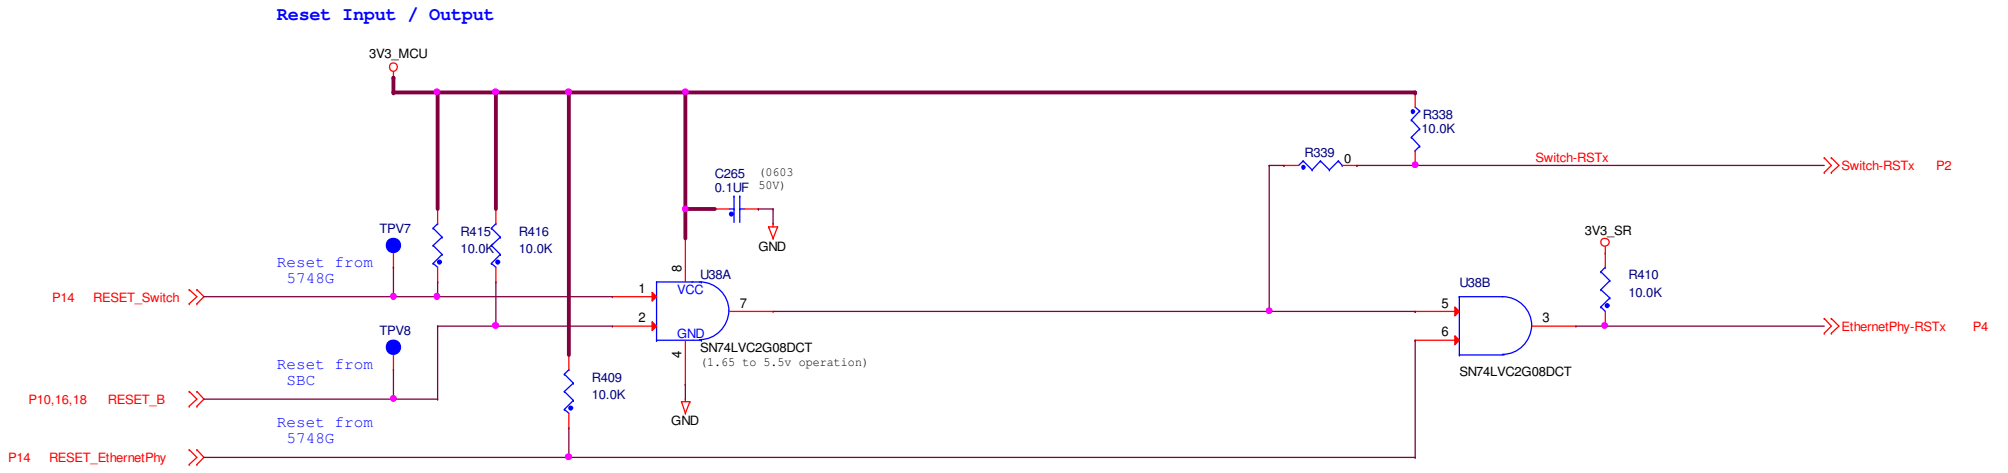 Reset Input / Output
3V3_MCU
R338
10.0K
R339
0
Switch-RSTx
Switch-RSTx P2
C265 (0603
0.1UF 50V)
GND
TPV7
R415
10.0K
R416
10.0K
3V3_SR
Reset from
5748G
8
U38A
VCC
R410
10.0K
U38B
P14 RESET_Switch
1
7
5
2
GND
3
6
EthernetPhy-RSTx P4
TPV8
4
SN74LVC2G08DCT
(1.65 to 5.5v operation)
Reset from
SBC
R409
10.0K
SN74LVC2G08DCT
P10,16,18 RESET_B
GND
Reset from
5748G
P14 RESET_EthernetPhy